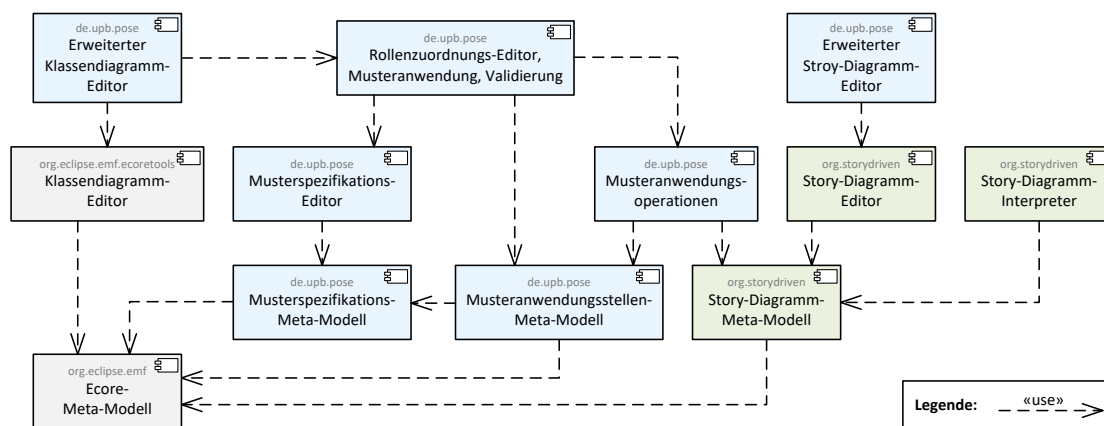 de.upb.pose
Erweiterter
Klassendiagramm-
Editor
de.upb.pose
Rollenzuordnungs-Editor,
Musteranwendung, Validierung
de.upb.pose
Erweiterter
Stroy-Diagramm-
Editor
org.eclipse.emf.ecoretools
Klassendiagramm-
Editor
de.upb.pose
Musterspezifikations-
Editor
de.upb.pose
Musteranwendungs-
operationen
org.storydriven
Story-Diagramm-
Editor
org.storydriven
Story-Diagramm-
Interpreter
de.upb.pose
Musterspezifikations-
Meta-Modell
de.upb.pose
Musteranwendungsstellen-
Meta-Modell
org.storydriven
Story-Diagramm-
Meta-Modell
org.eclipse.emf
Ecore-
Meta-Modell
Legende: «use»